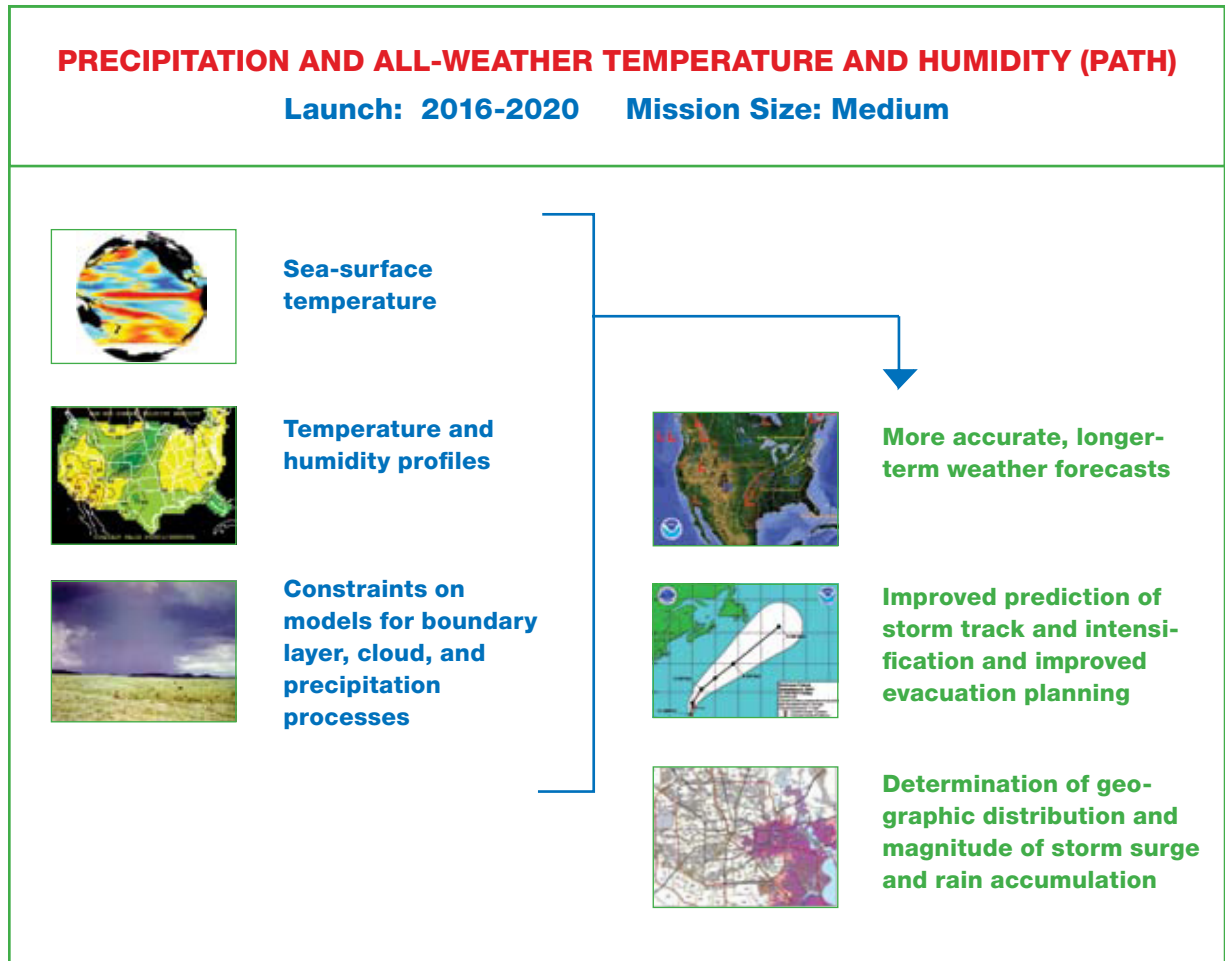 PRECIPITATION AND ALL-WEATHER TEMPERATURE AND HUMIDITY (PATH)
Launch: 2016-2020 Mission Size: Medium
Sea-surface
temperature
Temperature and
humidity profiles
Constraints on
models for boundary
layer, cloud, and
precipitation
processes
More accurate, longer-
term weather forecasts
Improved prediction of
storm track and intensi-
fication and improved
evacuation planning
Determination of geo-
graphic distribution and
magnitude of storm surge
and rain accumulation